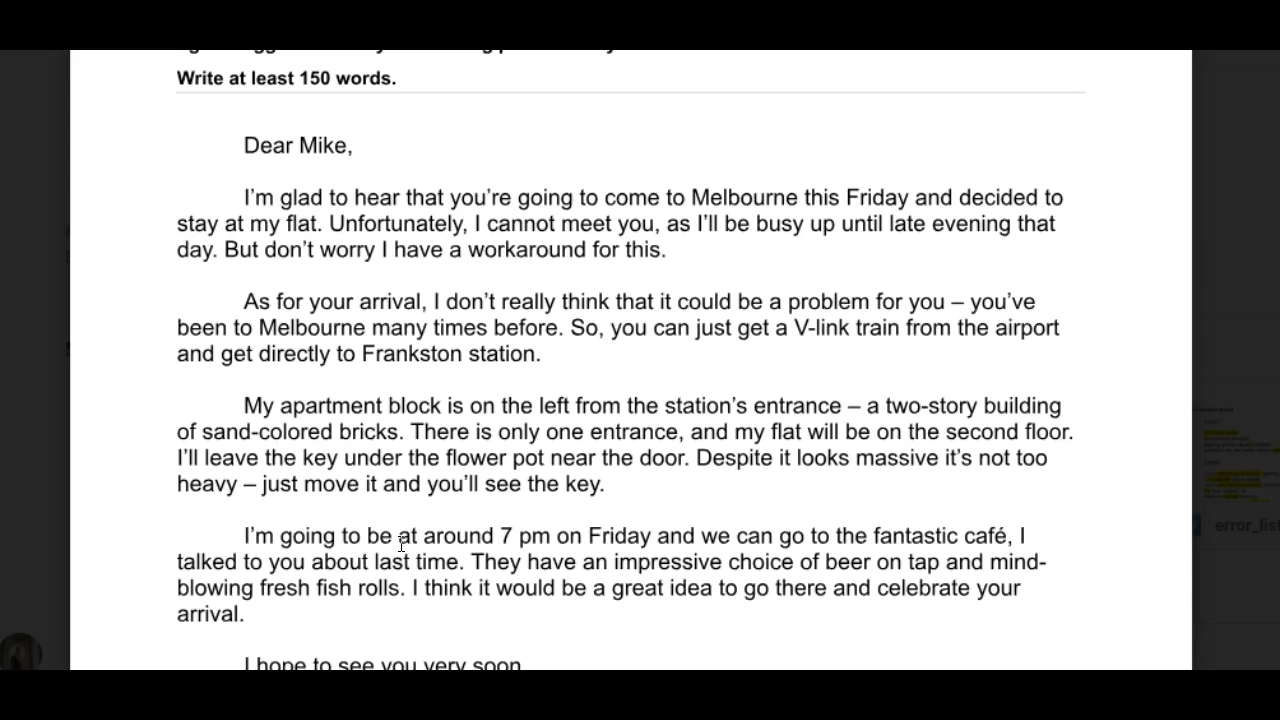 Write at least 150 words.
Dear Mike,
I’m glad to hear that you’re going to come to Melbourne this Friday and decided to
stay at my flat. Unfortunately, I cannot meet you, as I’ll be busy up until late evening that
day. But don’t worry I have a workaround for this.
As for your arrival, I don’t really think that it could be a problem for you – you’ve
been to Melbourne many times before. So, you can just get a V-link train from the airport
and get directly to Frankston station.
My apartment block is on the left from the station’s entrance – a two-story building
of sand-colored bricks. There is only one entrance, and my flat will be on the second floor.
I’ll leave the key under the flower pot near the door. Despite it looks massive it’s not too
heavy – just move it and you’ll see the key.
I’m going to be at around 7 pm on Friday and we can go to the fantastic café, I
talked to you about last time. They have an impressive choice of beer on tap and mind-
blowing fresh fish rolls. I think it would be a great idea to go there and celebrate your
arrival.
I hope to see you very soon
error_list